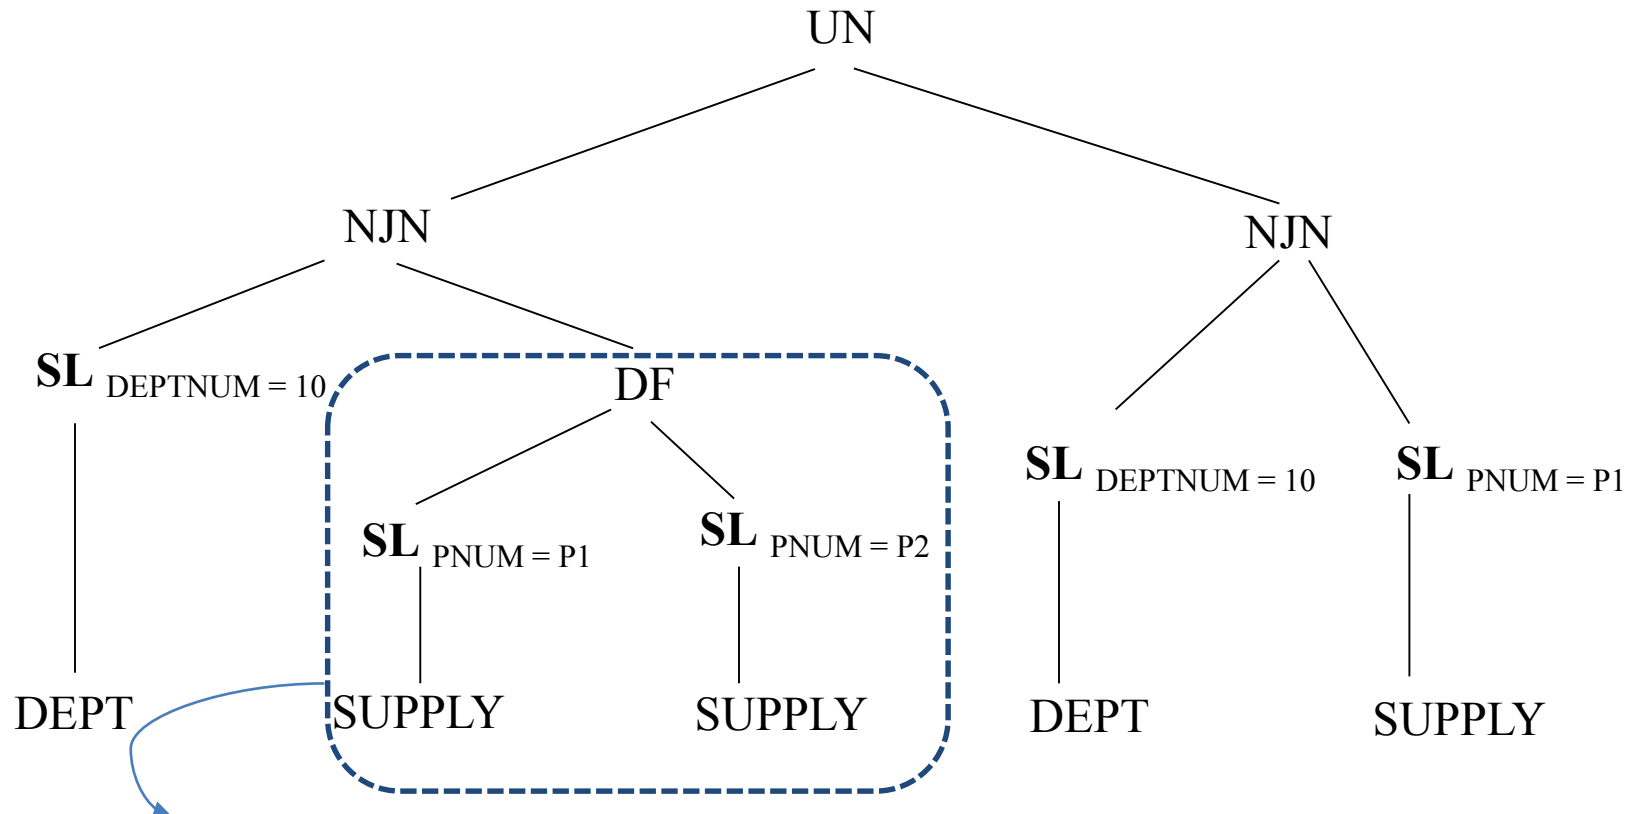 UN
NJN
NJN
SL DEPTNUM = 10
DF
SL DEPTNUM = 10
SL PNUM = P1
SL PNUM = P1
SL PNUM = P2
DEPT
SUPPLY
SUPPLY
DEPT
SUPPLY